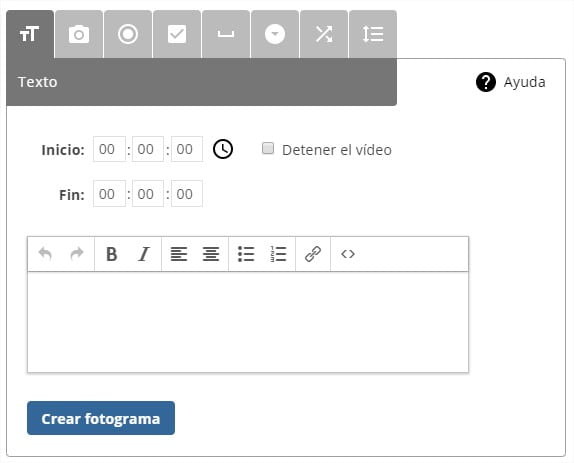 Texto
Ayuda
Inicio: 00 : 00 : 00 Detener el vídeo
Fin: 00 : 00 : 00
B I
Crear fotograma